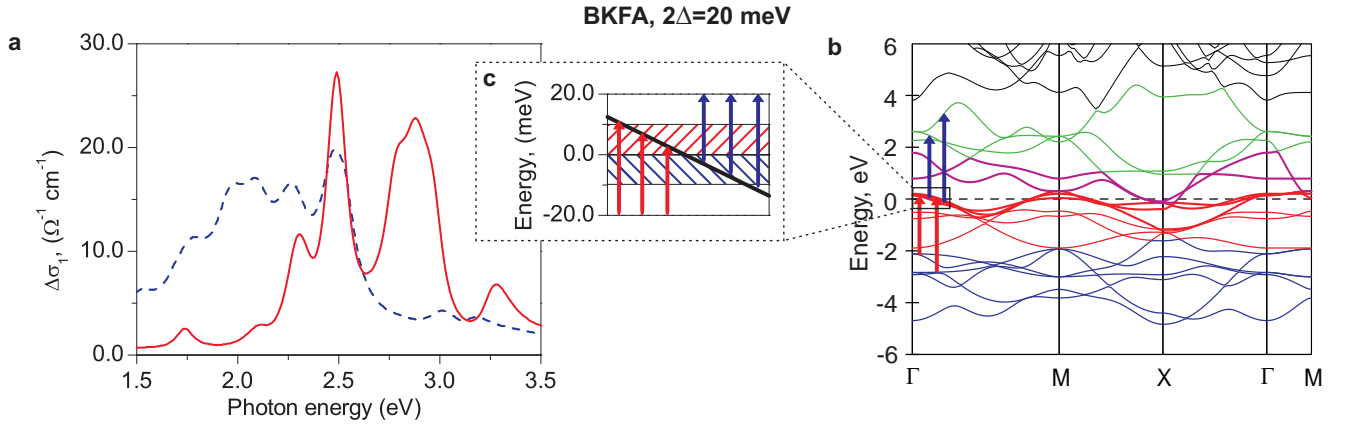 BKFA, 2Δ=20 meV
a
30.0
20.0
10.0
0.0
Δσ1, (Ω-1 cm-1)
1.5
2.0
2.5
3.0
3.5
Photon energy (eV)
c
20.0
0.0
-20.0
Energy, (meV)
b
6
4
2
0
-2
-4
-6
Energy, eV
Γ
M
X
Γ
M